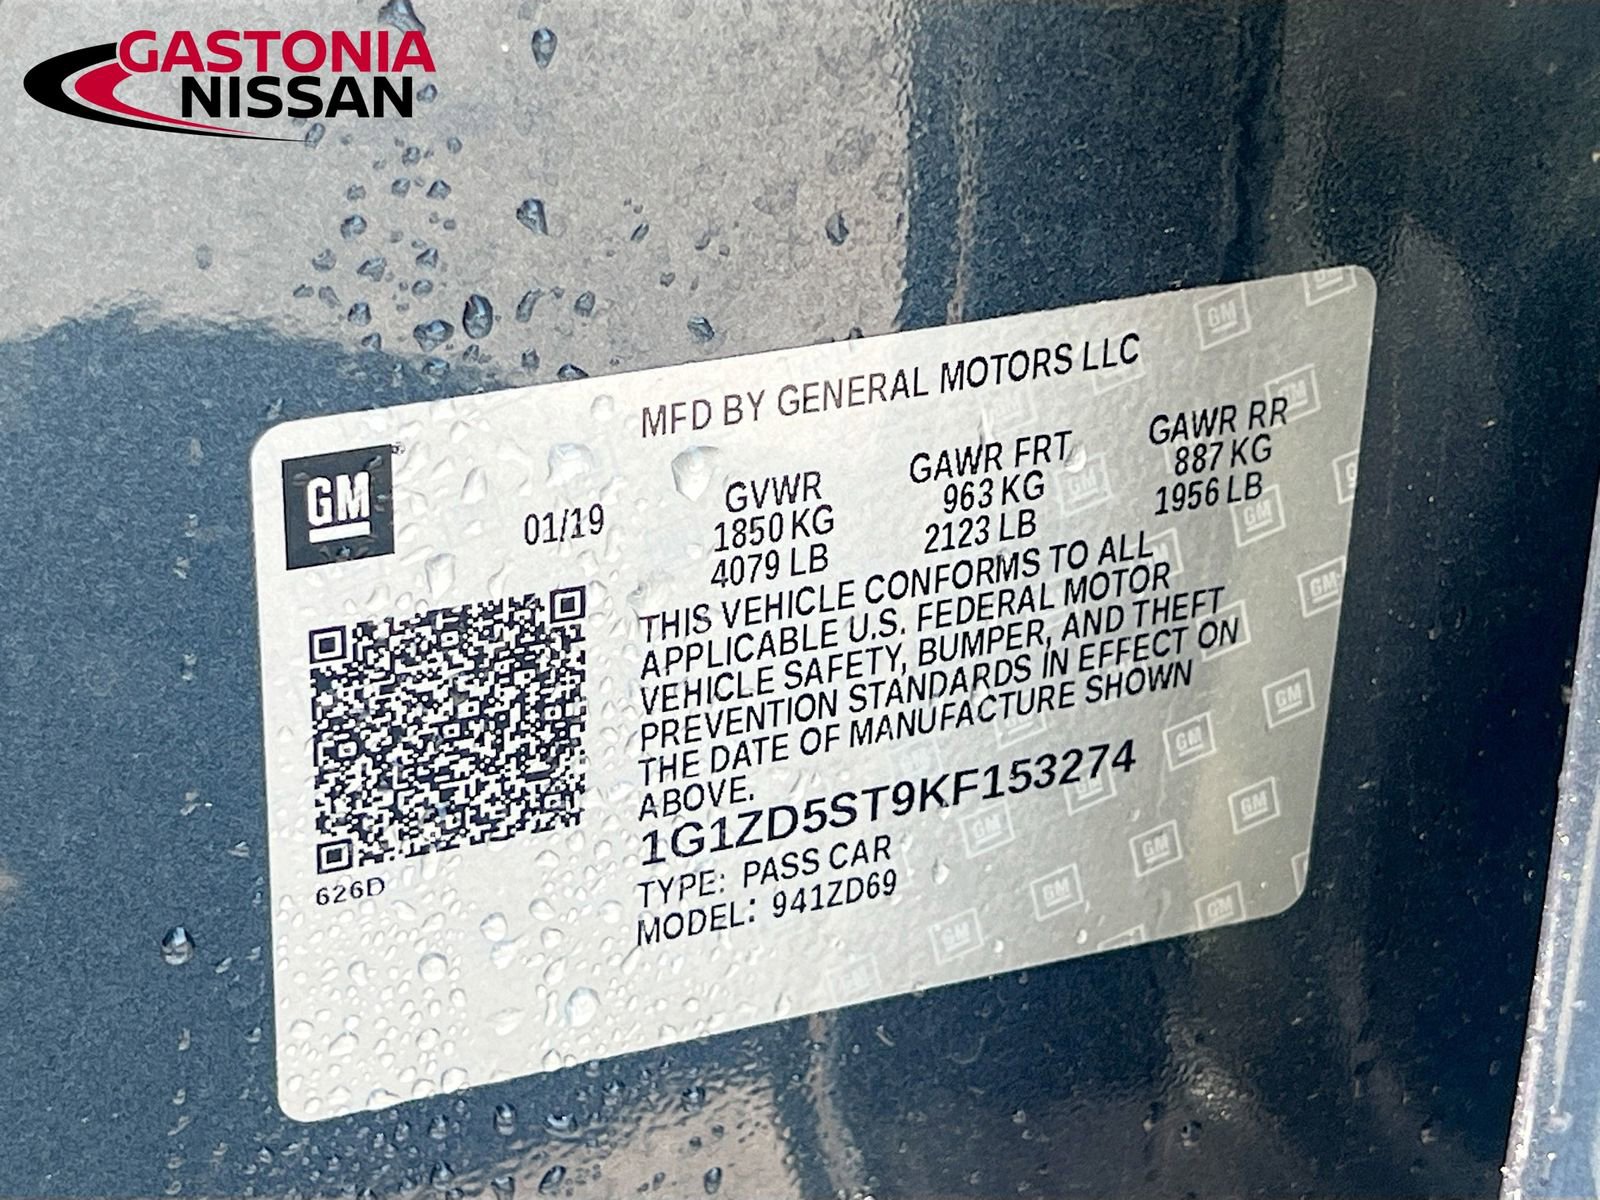 GASTONIA
NISSAN
MFD BY GENERAL MOTORS LLC
GM
01/19
GVWR
1850 KG
4079 LB
GAWR FRT
963 KG
2123 LB
GAWR RR
887 KG
1956 LB
THIS VEHICLE CONFORMS TO ALL
APPLICABLE U.S. FEDERAL MOTOR
VEHICLE SAFETY, BUMPER, AND THEFT
PREVENTION STANDARDS IN EFFECT ON
THE DATE OF MANUFACTURE SHOWN
ABOVE.
1G1ZD5ST9KF153274
TYPE: PASS CAR
MODEL: 941ZD69
626D